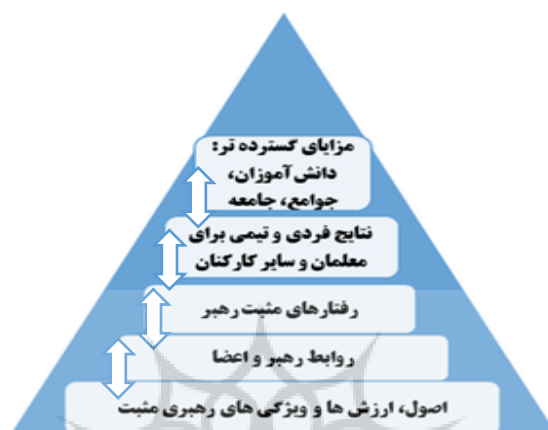 مزایای گسترده تر:
دانش‌آموزان،
جوامع، جامعه
نتایج فردی و تیمی برای
معلمان و سایر کارکنان
رفتارهای مثبت رهبر
روابط رهبر و اعضا
اصول، ارزش ها و ویژگی های رهبری مثبت